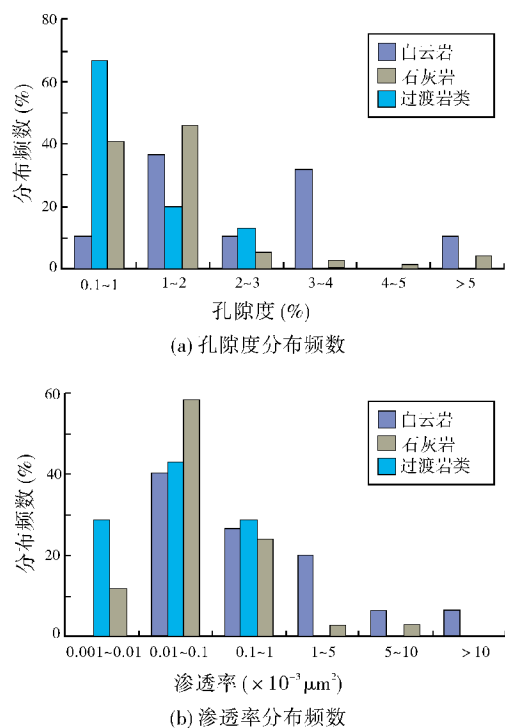 80
60
40
20
0
分布频数(%)
白云岩
石灰岩
过渡岩类
0.1~1 1~2 2~3 3~4 4~5 >5
孔隙度(%)
(a)孔隙度分布频数
60
40
20
0
分布频数(%)
白云岩
石灰岩
过渡岩类
0.001~0.01 0.01~0.1 0.1~1 1~5 5~10 >10
渗透率(×10⁻³μm²)
(b)渗透率分布频数